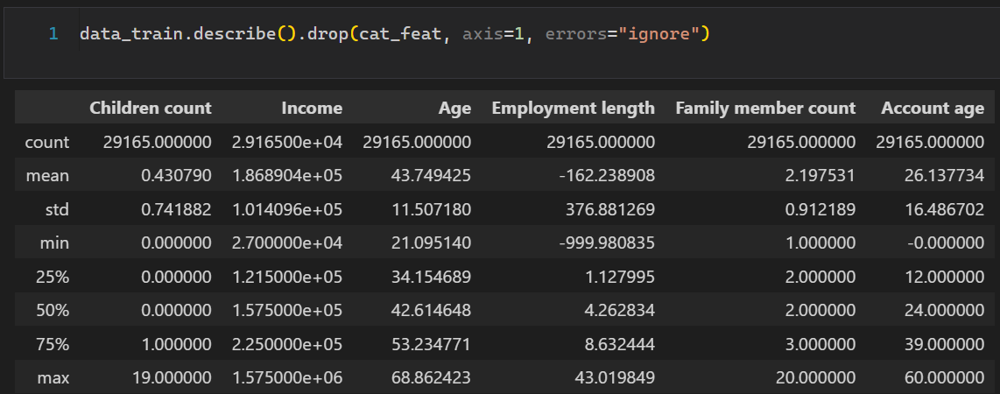 1 data_train.describe().drop(cat_feat, axis=1, errors="ignore")
Children count Income Age Employment length Family member count Account age
count 29165.000000 2.916500e+04 29165.000000 29165.000000 29165.000000 29165.000000
mean 0.430790 1.868904e+05 43.749425 -162.238908 2.197531 26.137734
std 0.741882 1.014096e+05 11.507180 376.881269 0.912189 16.486702
min 0.000000 2.700000e+04 21.095140 -999.980835 1.000000 -0.000000
25% 0.000000 1.215000e+05 34.154689 1.127995 2.000000 12.000000
50% 0.000000 1.575000e+05 42.614648 4.262834 2.000000 24.000000
75% 1.000000 2.250000e+05 53.234771 8.632444 3.000000 39.000000
max 19.000000 1.575000e+06 68.862423 43.019849 20.000000 60.000000